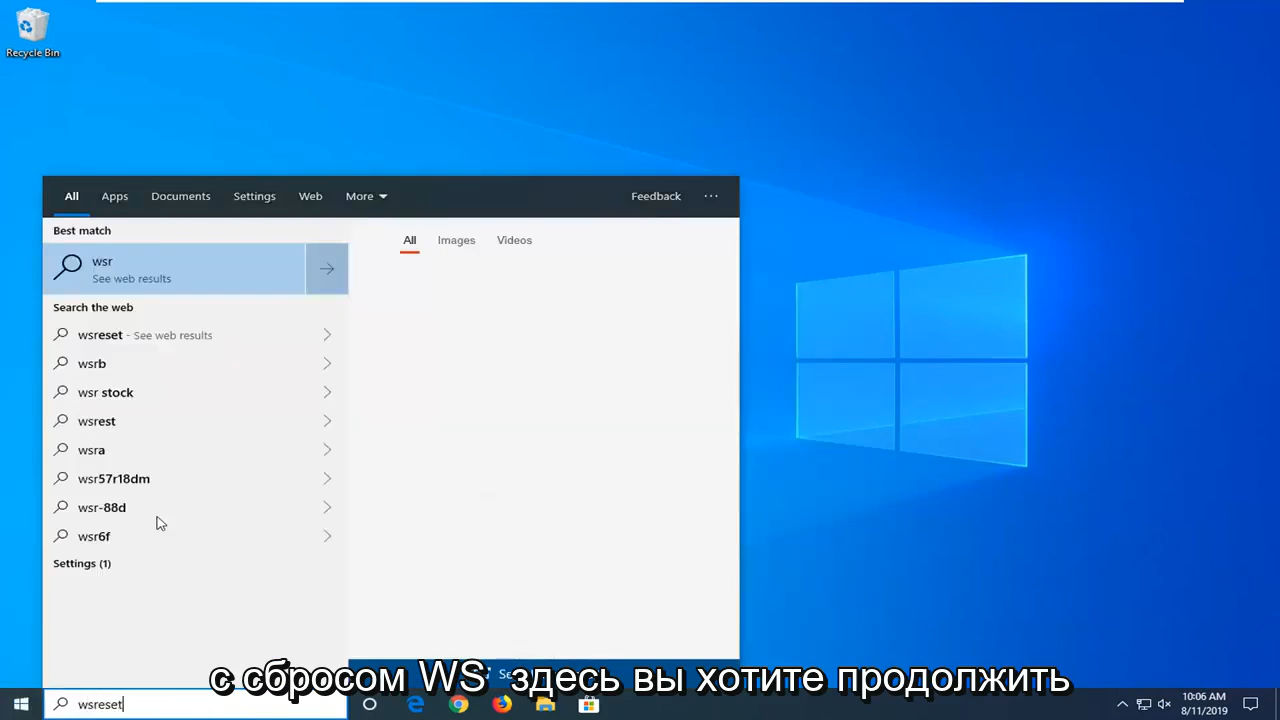 Recycle Bin
All Apps Documents Settings Web More Feedback ...
Best match
wsr
See web results
All Images Videos
Search the web
wsreset - See web results
wsrb
wsr stock
wsrest
wsra
wsr57r18dm
wsr-88d
wsr6f
Settings (1)
с сбросом WS здесь вы хотите продолжить
wsreset
10:06 AM
8/11/2019